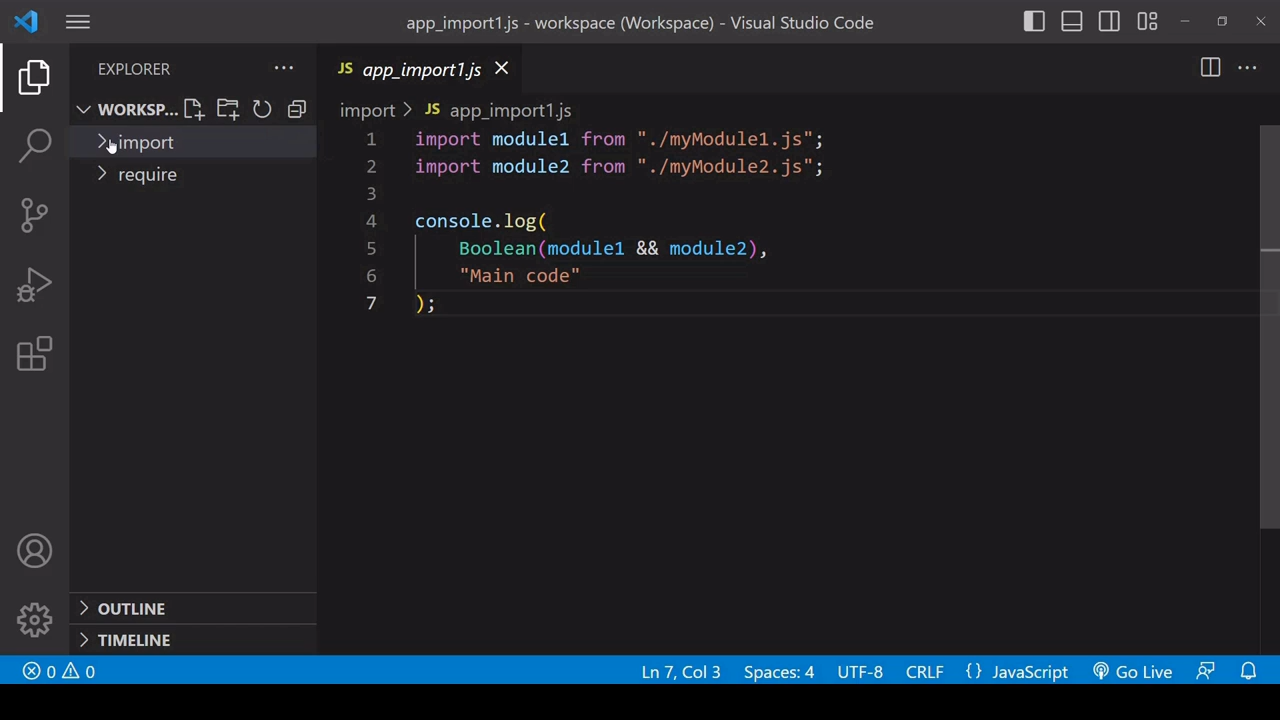 app_import1.js - workspace (Workspace) - Visual Studio Code
EXPLORER
WORKSP...
import
require
OUTLINE
TIMELINE
JS app_import1.js
import > JS app_import1.js
1 import module1 from "./myModule1.js";
2 import module2 from "./myModule2.js";
3
4 console.log(
5 Boolean(module1 && module2),
6 "Main code"
7 );
0 0 Ln 7, Col 3 Spaces: 4 UTF-8 CRLF {} JavaScript Go Live